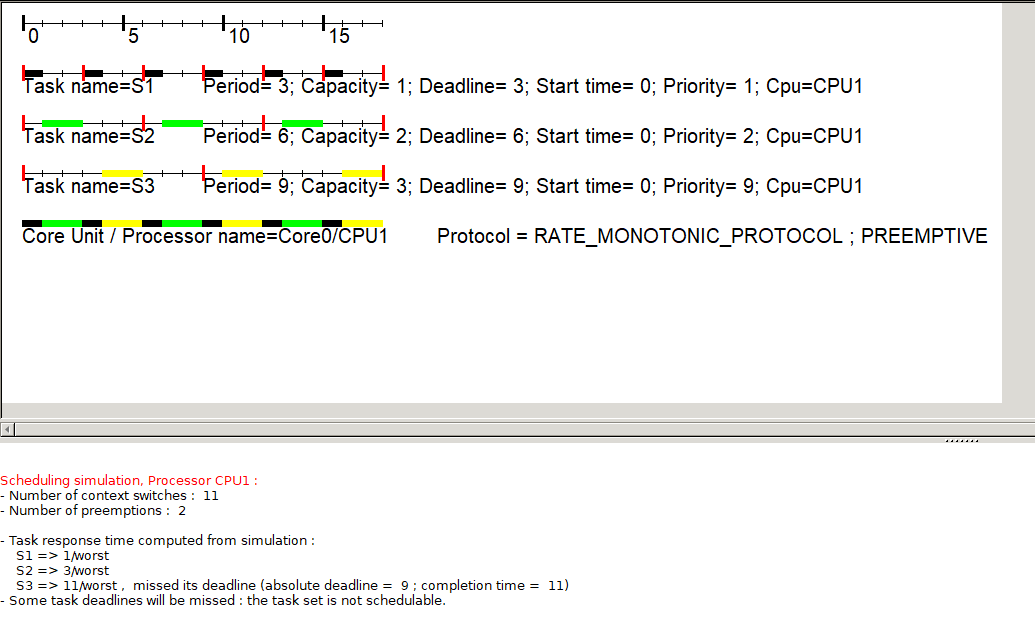 0 5 10 15
Task name=S1 Period= 3; Capacity= 1; Deadline= 3; Start time= 0; Priority= 1; Cpu=CPU1
Task name=S2 Period= 6; Capacity= 2; Deadline= 6; Start time= 0; Priority= 2; Cpu=CPU1
Task name=S3 Period= 9; Capacity= 3; Deadline= 9; Start time= 0; Priority= 9; Cpu=CPU1
Core Unit / Processor name=Core0/CPU1 Protocol = RATE_MONOTONIC_PROTOCOL ; PREEMPTIVE
Scheduling simulation, Processor CPU1 :
- Number of context switches : 11
- Number of preemptions : 2
- Task response time computed from simulation :
S1 => 1/worst
S2 => 3/worst
S3 => 11/worst , missed its deadline (absolute deadline = 9 ; completion time = 11)
- Some task deadlines will be missed : the task set is not schedulable.